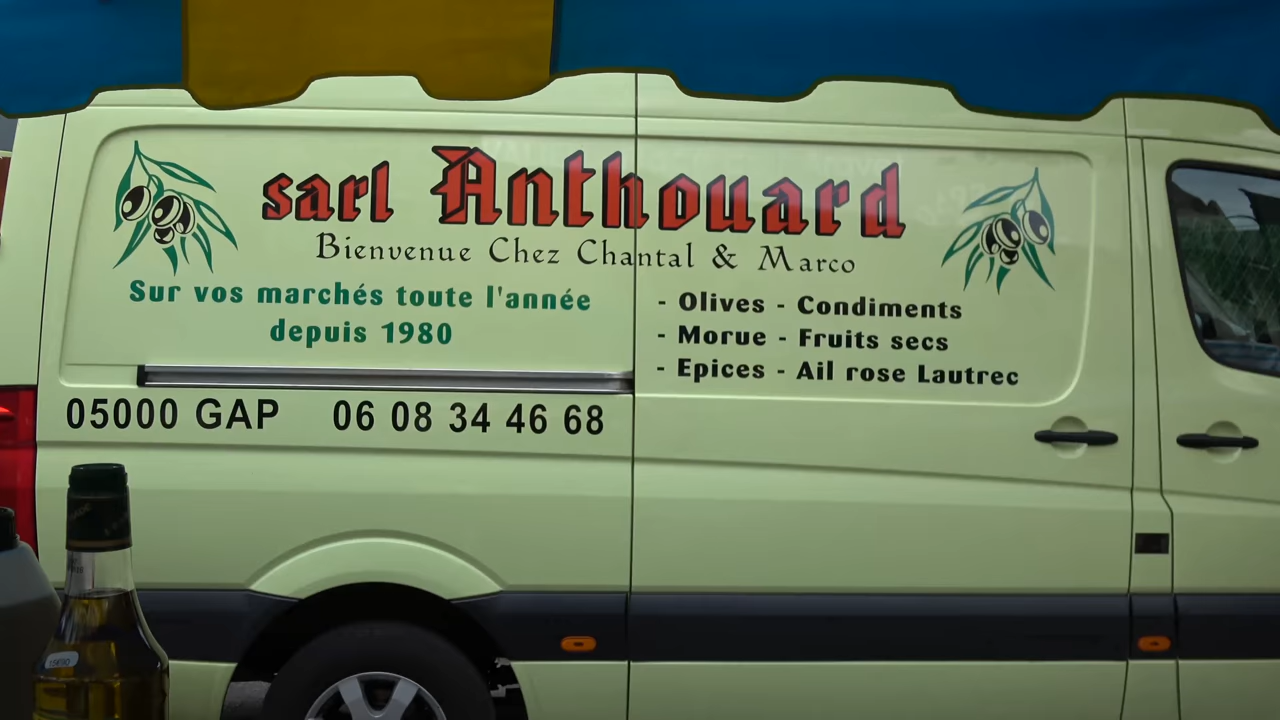 sarl Anthouard
Bienvenue Chez Chantal & Marco
Sur vos marchés toute l'année
depuis 1980
- Olives - Condiments
- Morue - Fruits secs
- Epices - Ail rose Lautrec
05000 GAP 06 08 34 46 68